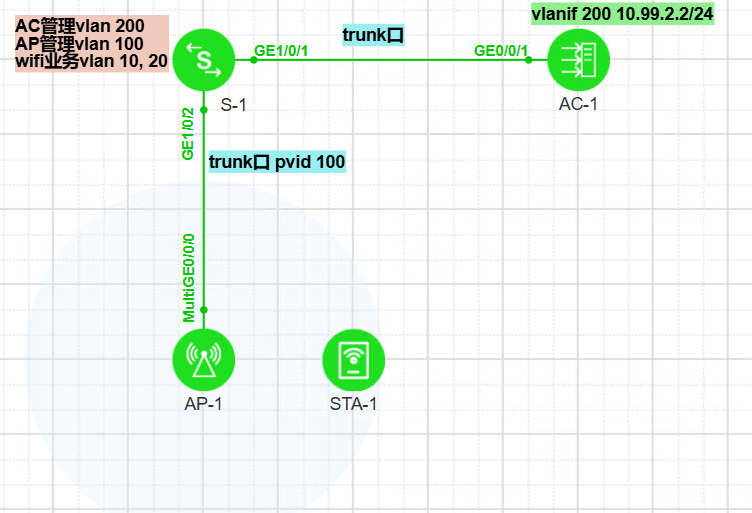 AC管理vlan 200
AP管理vlan 100
wifi业务vlan 10, 20
S
S-1
GE1/0/1
trunk口
GE0/0/1
vlanif 200 10.99.2.2/24
AC-1
GE1/0/2
trunk口 pvid 100
MultiGE0/0/0
AP-1
STA-1